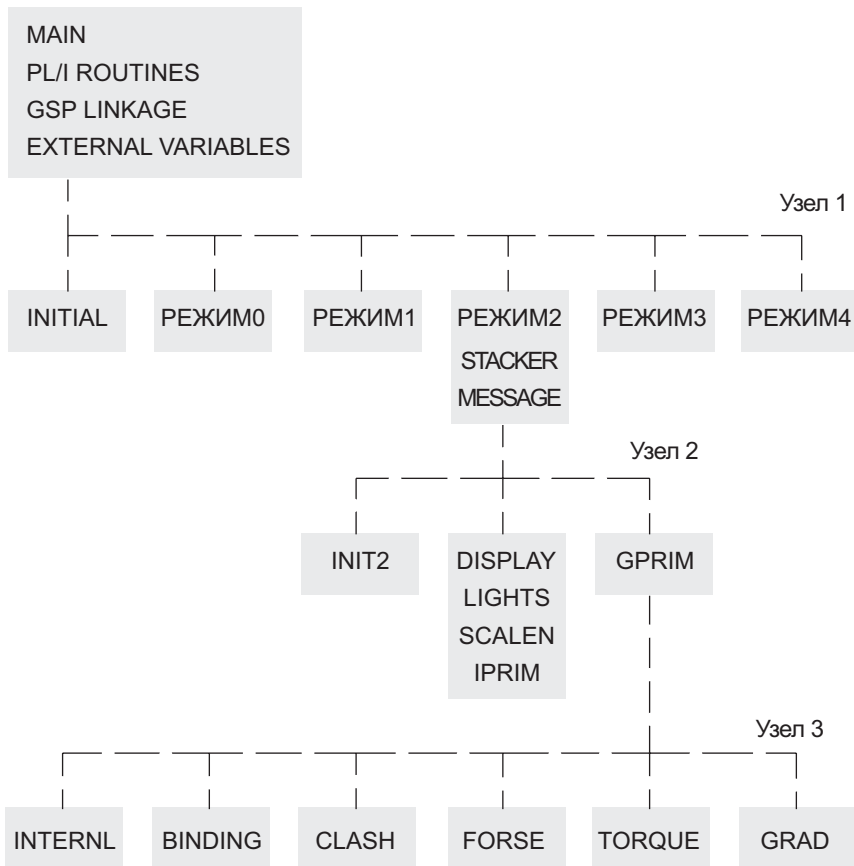 MAIN
PL/I ROUTINES
GSP LINKAGE
EXTERNAL VARIABLES
Узел 1
INITIAL РЕЖИМ0 РЕЖИМ1 РЕЖИМ2 РЕЖИМ3 РЕЖИМ4
STACKER
MESSAGE
Узел 2
INIT2 DISPLAY GPRIM
LIGHTS
SCALEN
IPRIM
Узел 3
INTERNL BINDING CLASH FORSE TORQUE GRAD